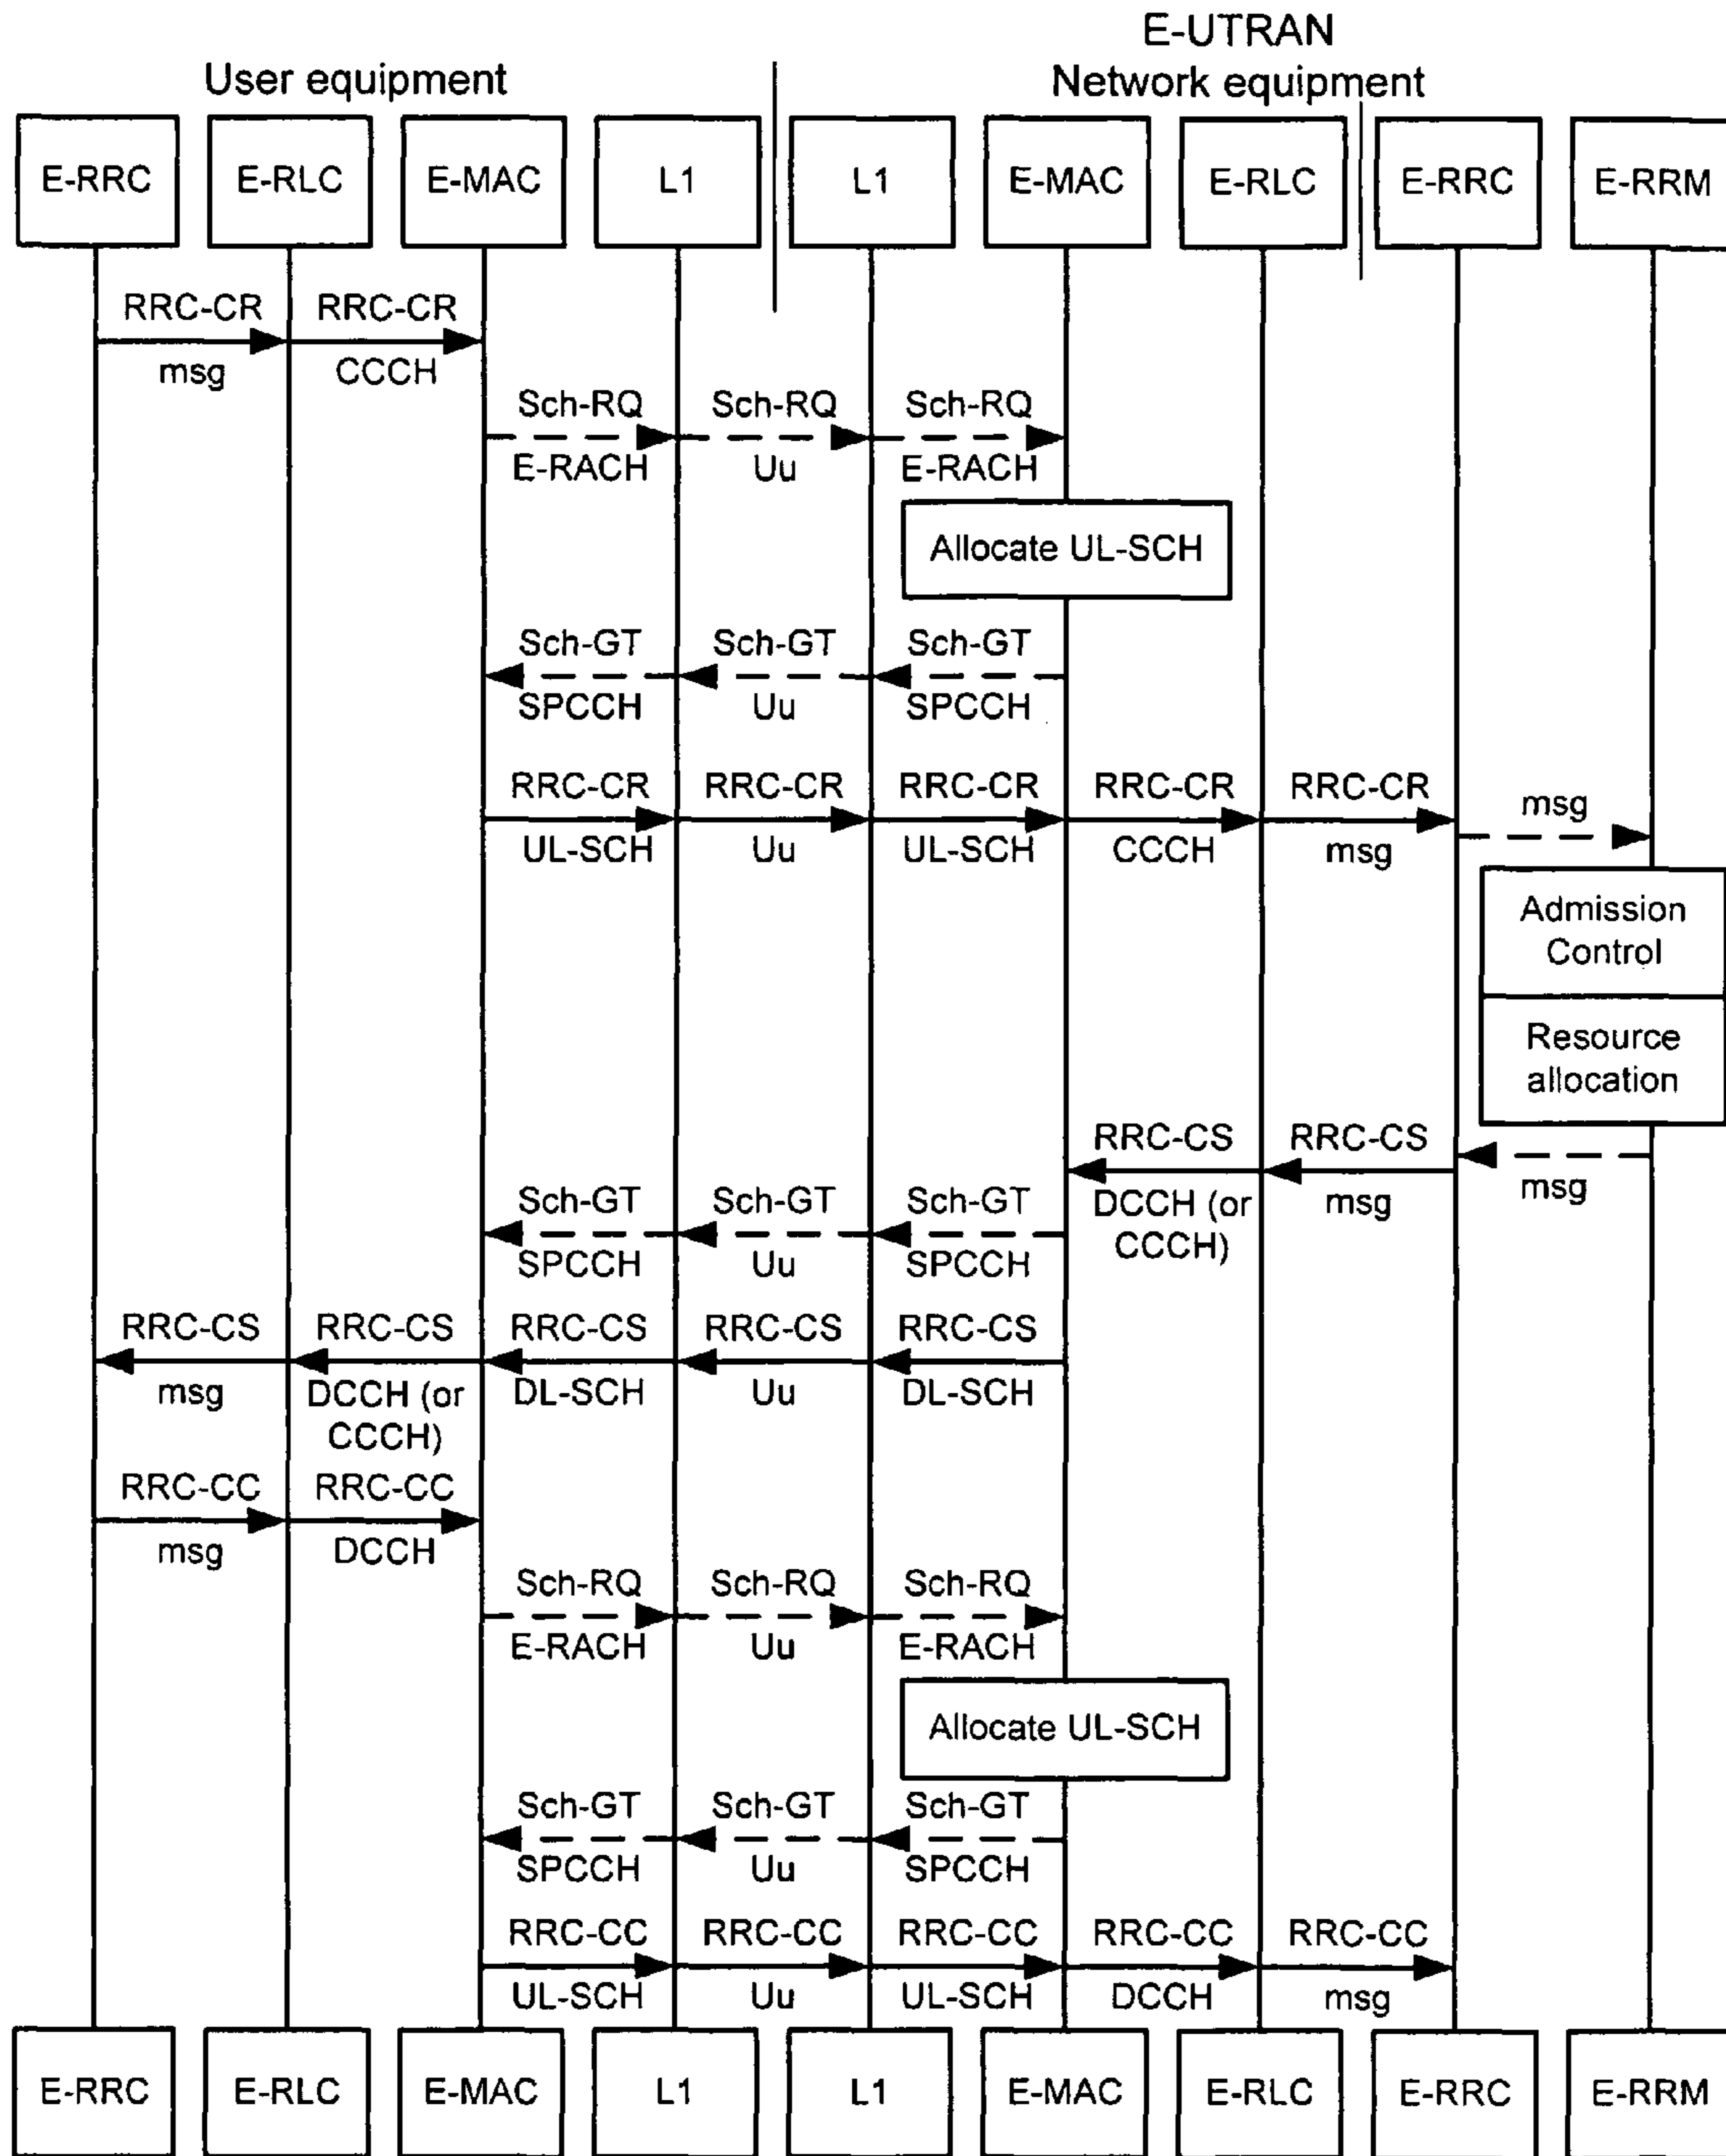 E-UTRAN
User equipment
Network equipment
E-RRC
E-RLC
E-MAC
L1
L1
E-MAC
E-RLC
E-RRC
E-RRM
RRC-CR
RRC-CR
msg
CCCH
Sch-RQ
Sch-RQ
Sch-RQ
E-RACH
Uu
E-RACH
Allocate UL-SCH
Sch-GT
Sch-GT
Sch-GT
SPCCH
Uu
SPCCH
RRC-CR
RRC-CR
RRC-CR
RRC-CR
RRC-CR
msg
UL-SCH
Uu
UL-SCH
CCCH
msg
Admission
Control
Resource
allocation
RRC-CS
RRC-CS
DCCH (or
CCCH)
msg
msg
Sch-GT
Sch-GT
Sch-GT
SPCCH
Uu
SPCCH
RRC-CS
RRC-CS
RRC-CS
RRC-CS
RRC-CS
msg
DCCH (or
CCCH)
DL-SCH
Uu
DL-SCH
RRC-CC
RRC-CC
msg
DCCH
Sch-RQ
Sch-RQ
Sch-RQ
E-RACH
Uu
E-RACH
Allocate UL-SCH
Sch-GT
Sch-GT
Sch-GT
SPCCH
Uu
SPCCH
RRC-CC
RRC-CC
RRC-CC
RRC-CC
RRC-CC
UL-SCH
Uu
UL-SCH
DCCH
msg
E-RRC
E-RLC
E-MAC
L1
L1
E-MAC
E-RLC
E-RRC
E-RRM